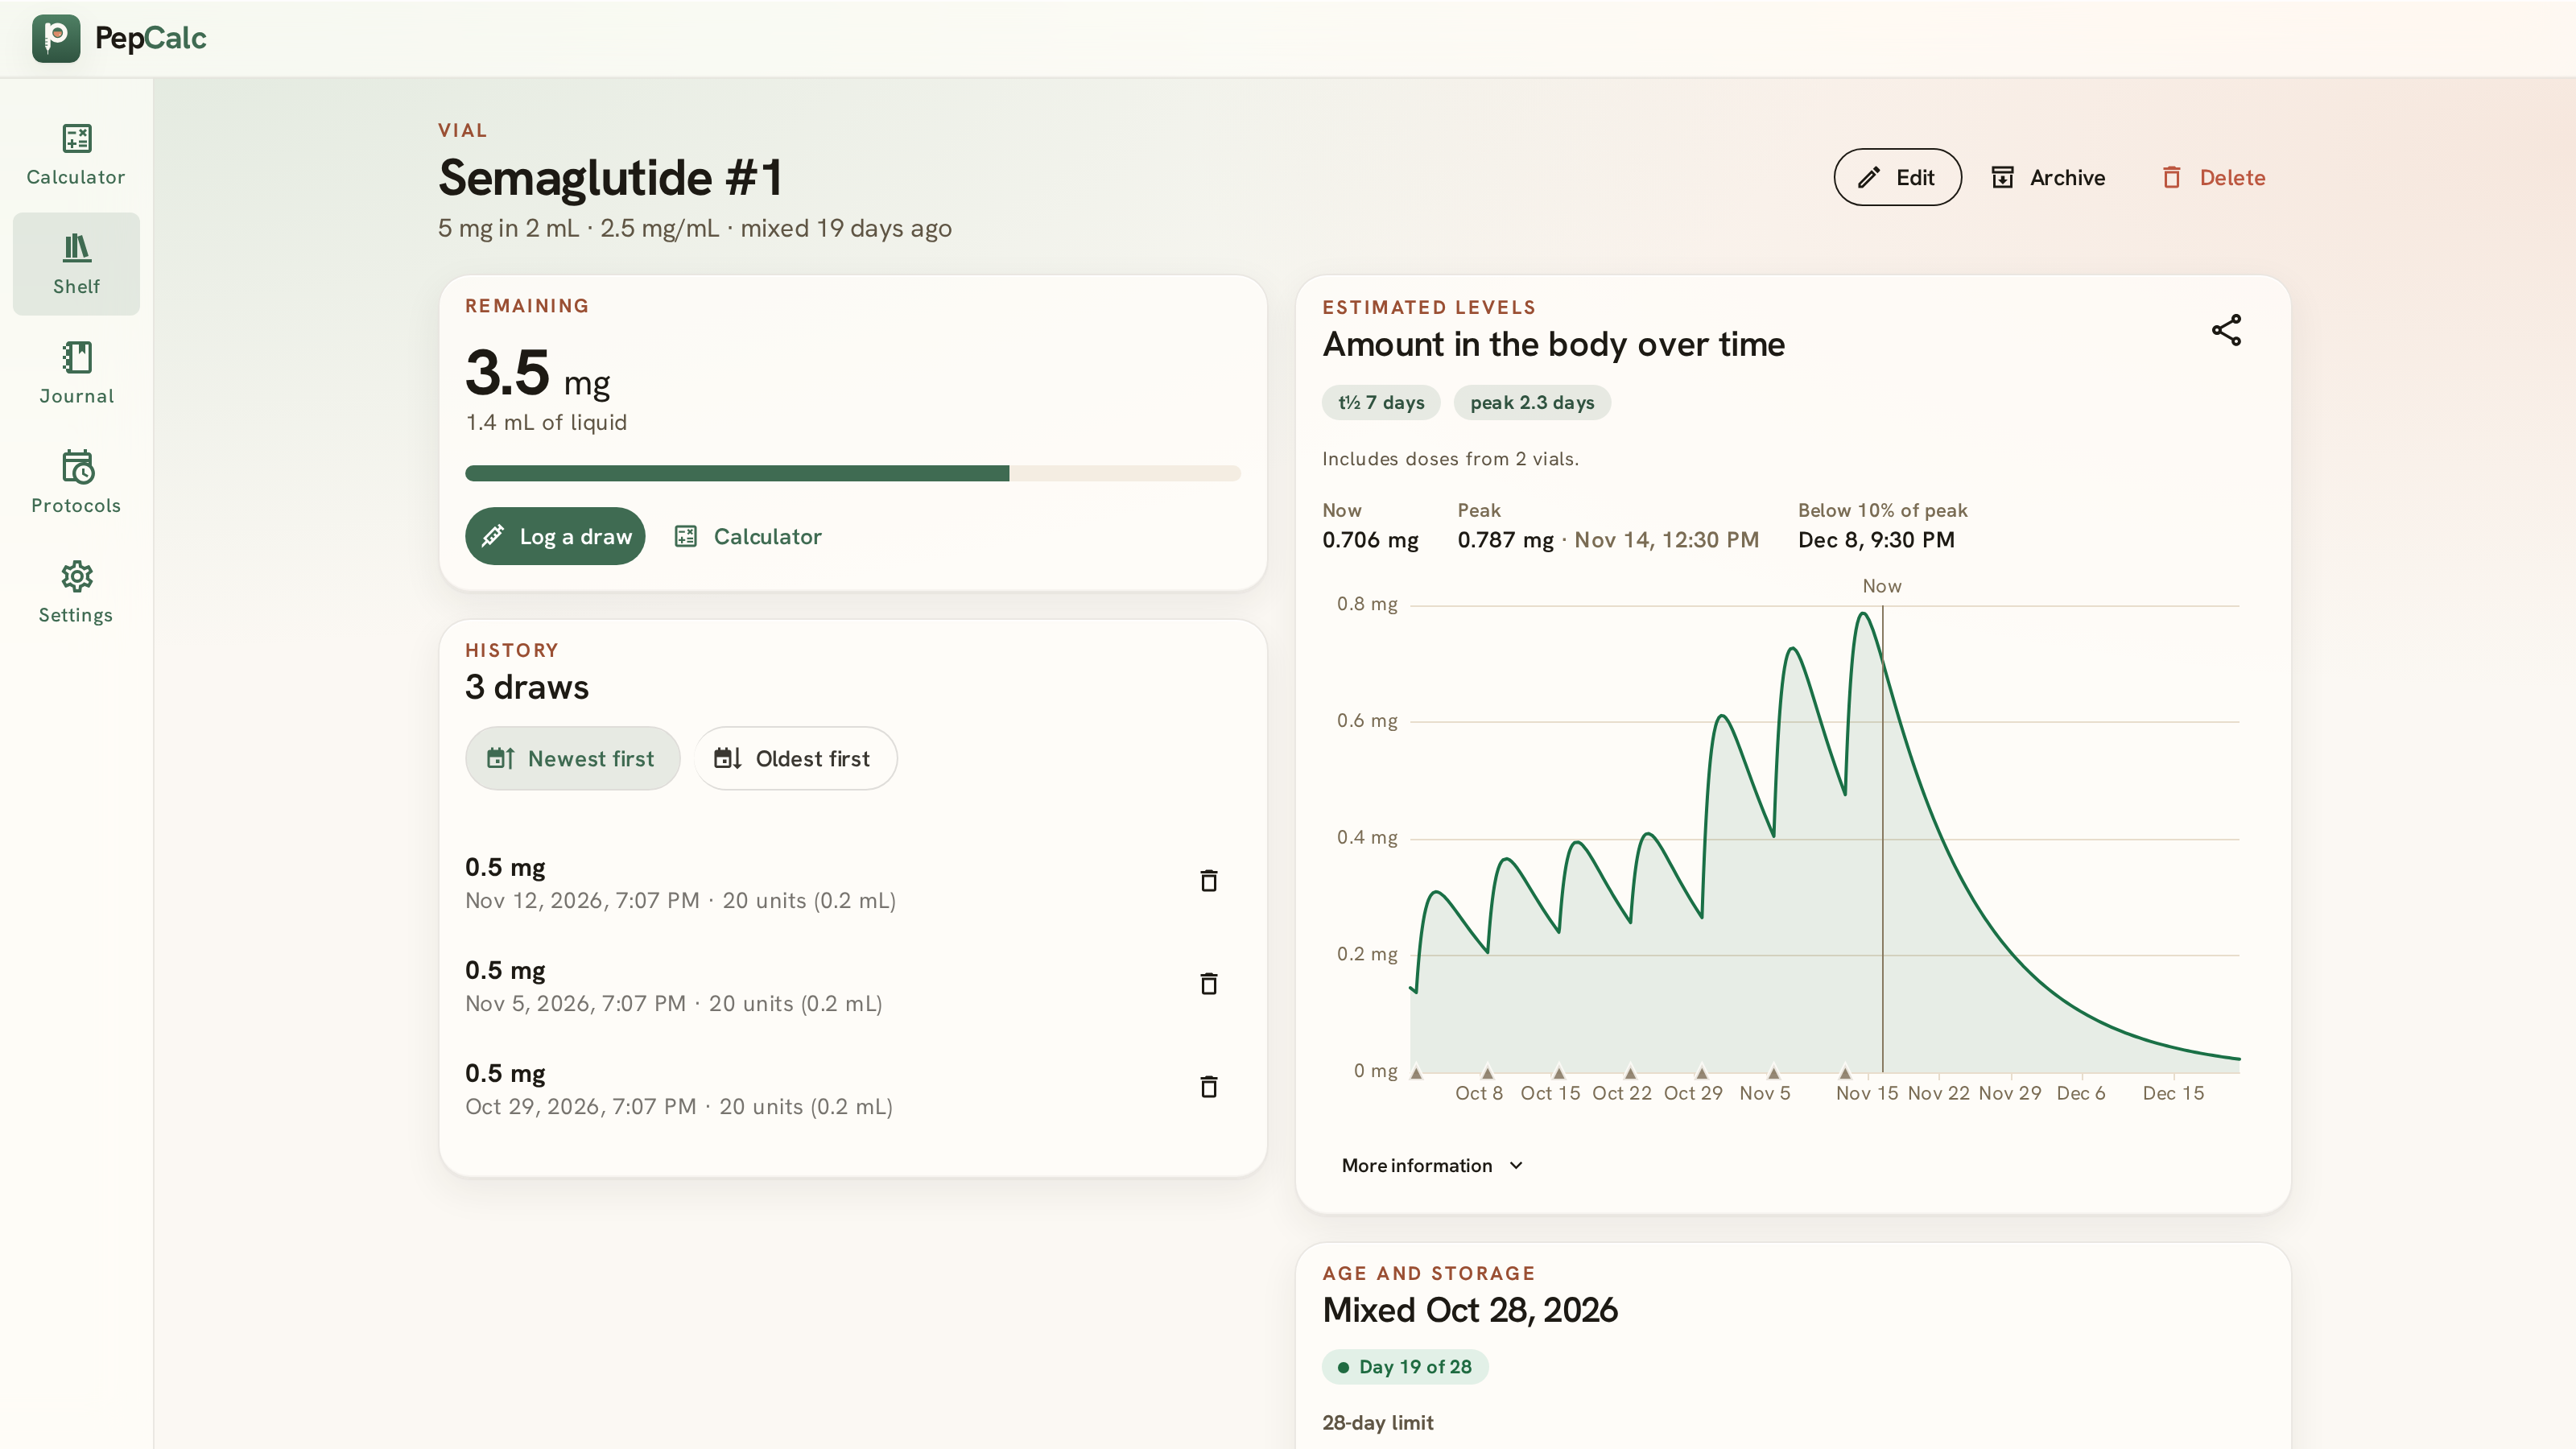 PepCalc
Calculator
Shelf
Journal
Protocols
Settings
VIAL
Semaglutide #1
5 mg in 2 mL · 2.5 mg/mL · mixed 19 days ago
Edit
Archive
Delete
REMAINING
3.5 mg
1.4 mL of liquid
Log a draw
Calculator
HISTORY
3 draws
Newest first
Oldest first
0.5 mg
Nov 12, 2026, 7:07 PM · 20 units (0.2 mL)
0.5 mg
Nov 5, 2026, 7:07 PM · 20 units (0.2 mL)
0.5 mg
Oct 29, 2026, 7:07 PM · 20 units (0.2 mL)
ESTIMATED LEVELS
Amount in the body over time
t½ 7 days
peak 2.3 days
Includes doses from 2 vials.
Now
0.706 mg
Peak
0.787 mg · Nov 14, 12:30 PM
Below 10% of peak
Dec 8, 9:30 PM
Now
0.8 mg
0.6 mg
0.4 mg
0.2 mg
0 mg
Oct 8 Oct 15 Oct 22 Oct 29 Nov 5 Nov 15 Nov 22 Nov 29 Dec 6 Dec 15
More information
AGE AND STORAGE
Mixed Oct 28, 2026
Day 19 of 28
28-day limit